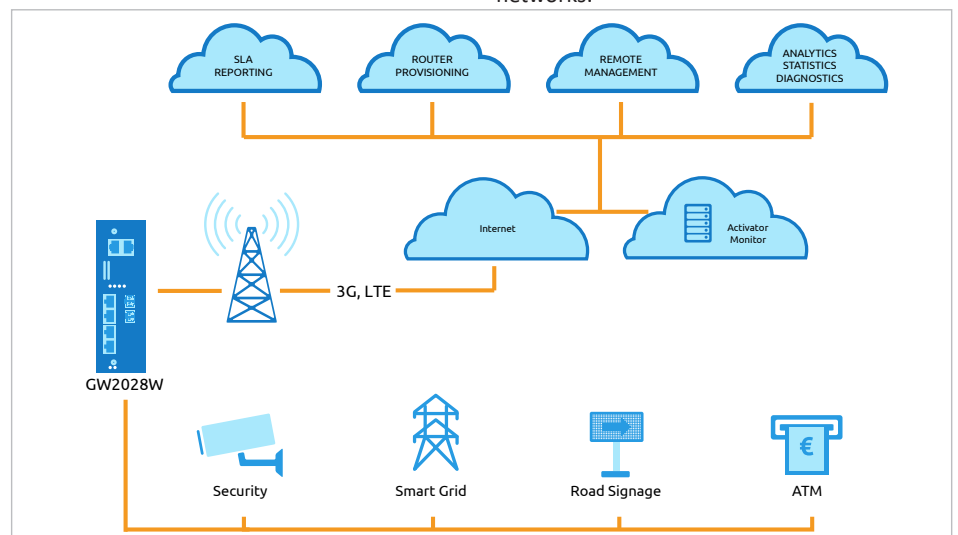 networks.
SLA
REPORTING
ROUTER
PROVISIONING
REMOTE
MANAGEMENT
ANALYTICS
STATISTICS
DIAGNOSTICS
Internet
Activator
Monitor
3G, LTE
GW2028W
€
Security
Smart Grid
Road Signage
ATM